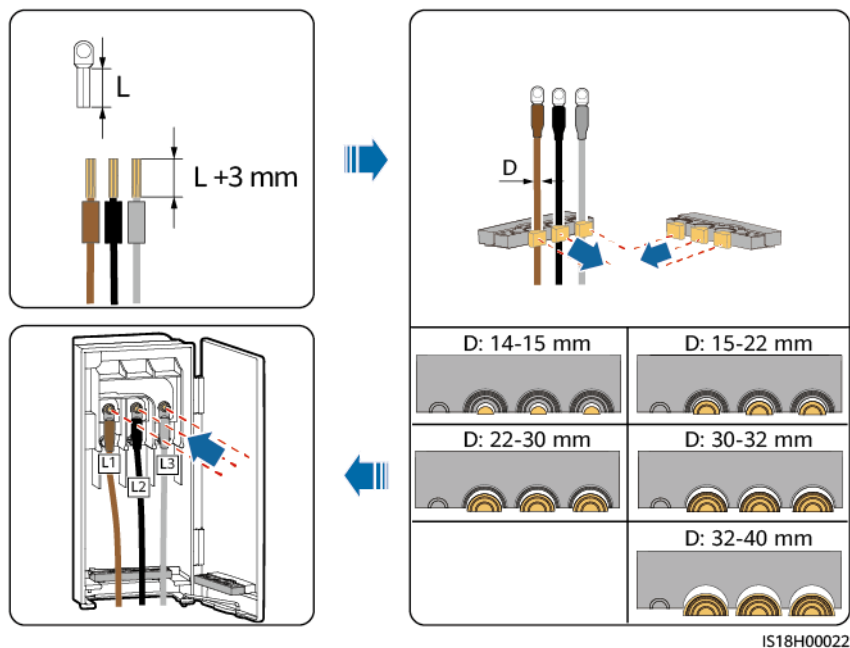 L
L +3 mm
D
D: 14-15 mm
D: 15-22 mm
D: 22-30 mm
D: 30-32 mm
D: 32-40 mm
L1
L2
L3
IS18H00022